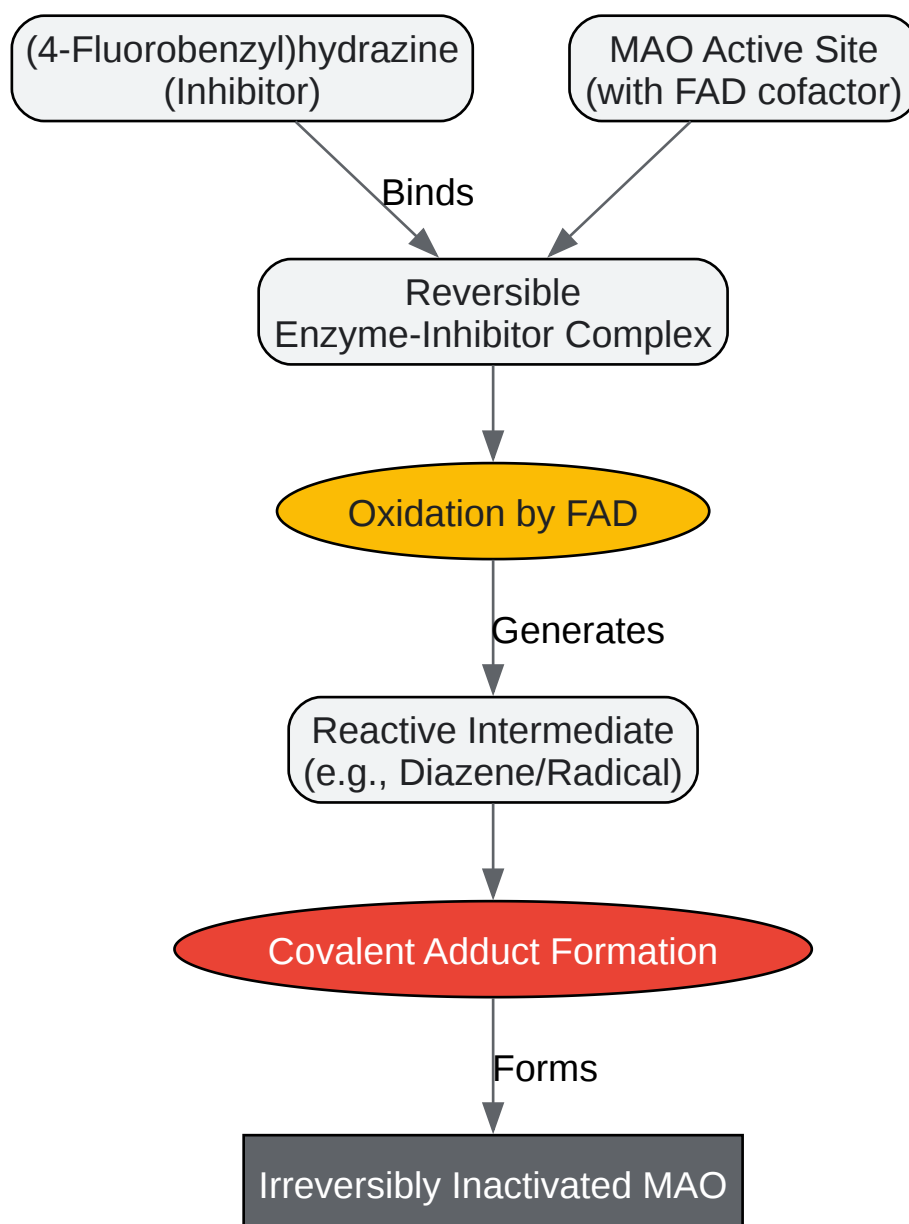 (4-Fluorobenzyl)hydrazine
(Inhibitor)
MAO Active Site
(with FAD cofactor)
Binds
Reversible
Enzyme-Inhibitor Complex
Oxidation by FAD
Generates
Reactive Intermediate
(e.g., Diazene/Radical)
Covalent Adduct Formation
Forms
Irreversibly Inactivated MAO